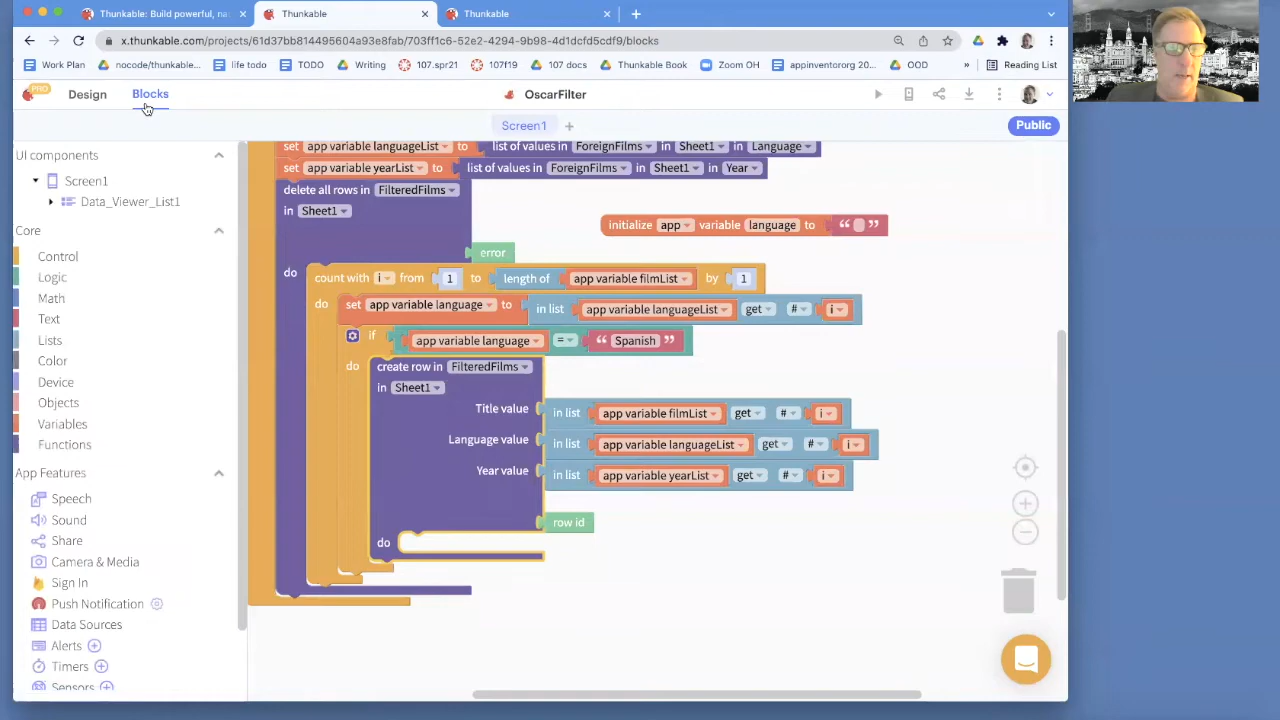 Thunkable: Build powerful, na
Thunkable
Thunkable
x.thunkable.com/projects/61d37bb814495604a93e8fab/703f1fc6-52e2-4294-9b98-4d1dcfd5cdf9/blocks
Work Plan
nocode/thunkable...
life todo
TODO
Writing
107 spr21
107f19
107 docs
Thunkable Book
Zoom OH
appinventororg 20...
OOD
»
Reading List
PRO
Design
Blocks
OscarFilter
Screen1
Public
UI components
Screen1
Data_Viewer_List1
Core
Control
Logic
Math
Text
Lists
Color
Device
Objects
Variables
Functions
App Features
Speech
Sound
Share
Camera & Media
Sign In
Push Notification
Data Sources
Alerts
Timers
Sensors
set app variable languageList to list of values in ForeignFilms in Sheet1 in Language
set app variable yearList to list of values in ForeignFilms in Sheet1 in Year
delete all rows in FilteredFilms
in Sheet1
initialize app variable language to “ ”
error
do count with i from 1 to length of app variable filmList by 1
do set app variable language to in list app variable languageList get # i
if app variable language = “ Spanish ”
do create row in FilteredFilms
in Sheet1
Title value in list app variable filmList get # i
Language value in list app variable languageList get # i
Year value in list app variable yearList get # i
row id
do